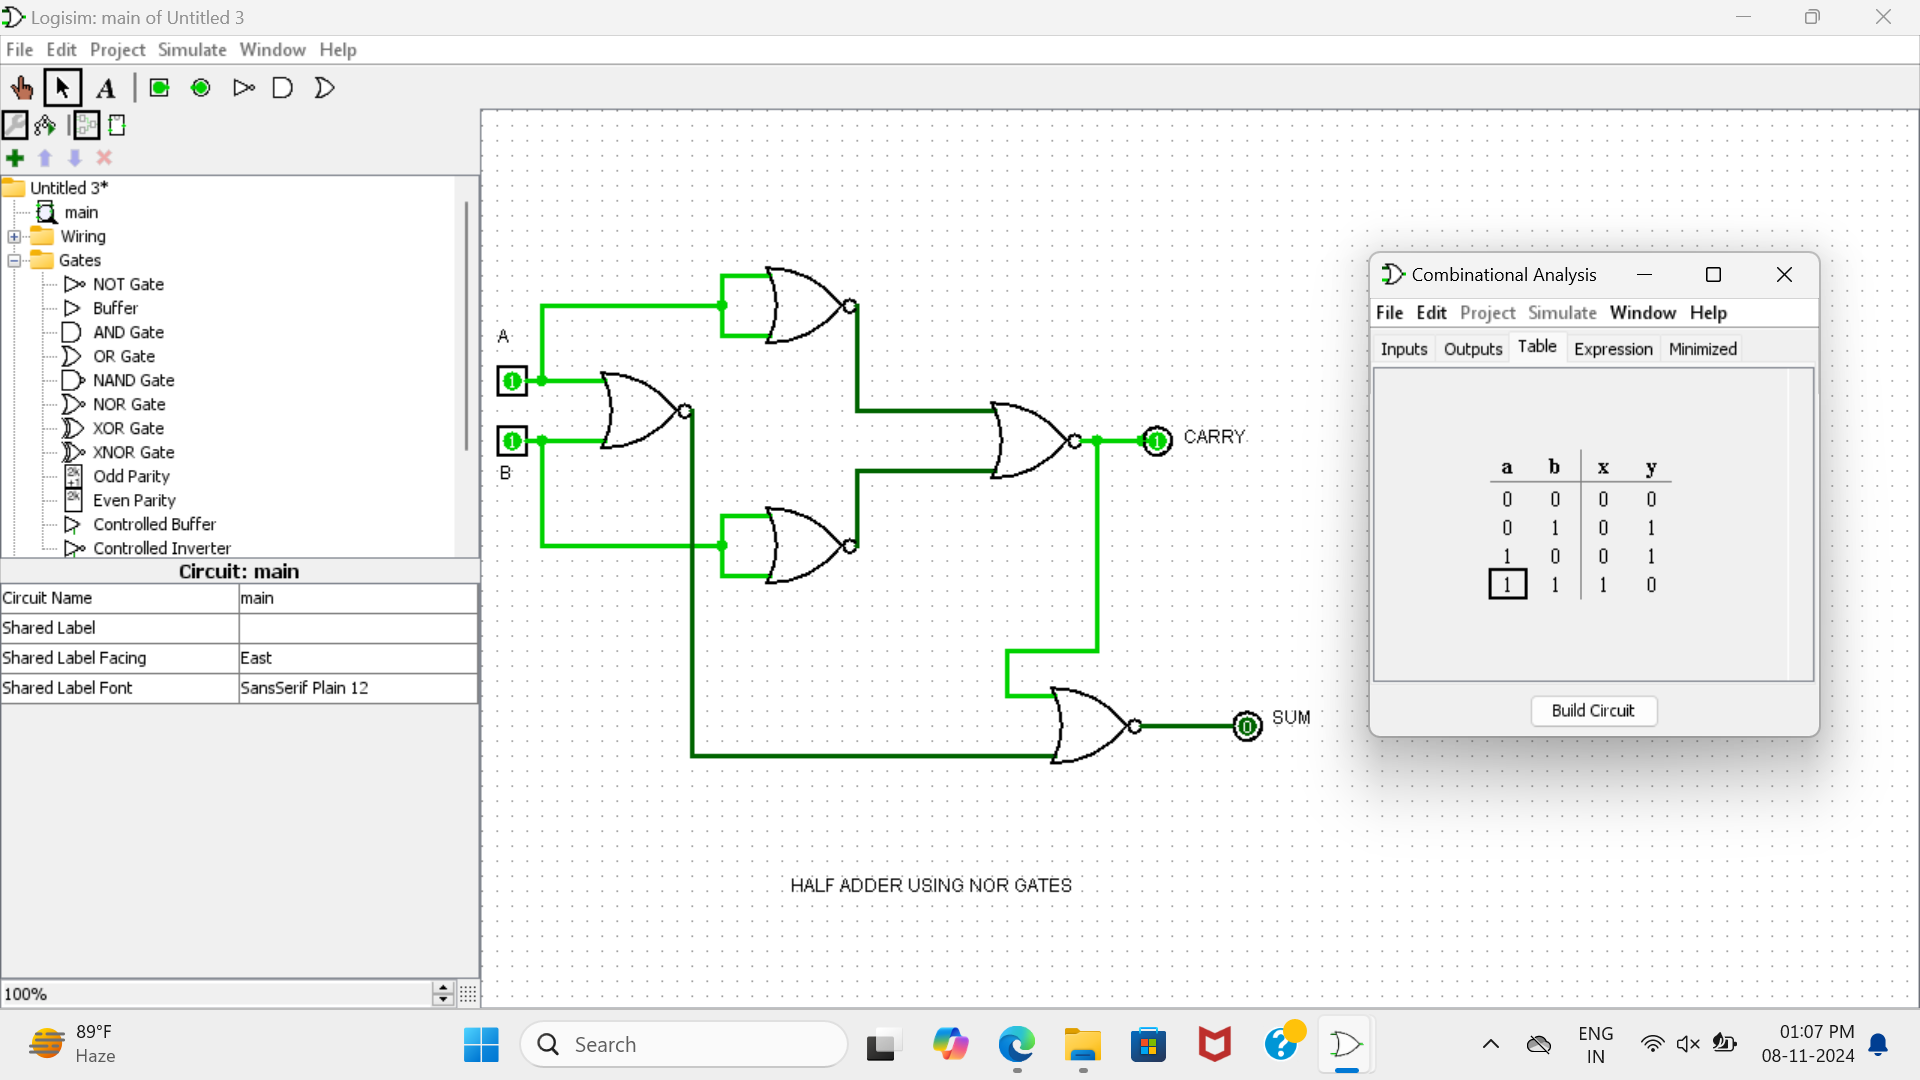 Logisim: main of Untitled 3
File Edit Project Simulate Window Help
A
Untitled 3*
main
Wiring
Gates
NOT Gate
Buffer
AND Gate
OR Gate
NAND Gate
NOR Gate
XOR Gate
XNOR Gate
2k+1 Odd Parity
2k Even Parity
Controlled Buffer
Controlled Inverter
Circuit: main
Circuit Name main
Shared Label
Shared Label Facing East
Shared Label Font SansSerif Plain 12
100%
A
1
1
B
1 CARRY
0 SUM
HALF ADDER USING NOR GATES
Combinational Analysis
File Edit Project Simulate Window Help
Inputs Outputs Table Expression Minimized
a b x y
0 0 0 0
0 1 0 1
1 0 0 1
1 1 1 0
Build Circuit
89°F
Haze
Search
?
ENG
IN
01:07 PM
08-11-2024